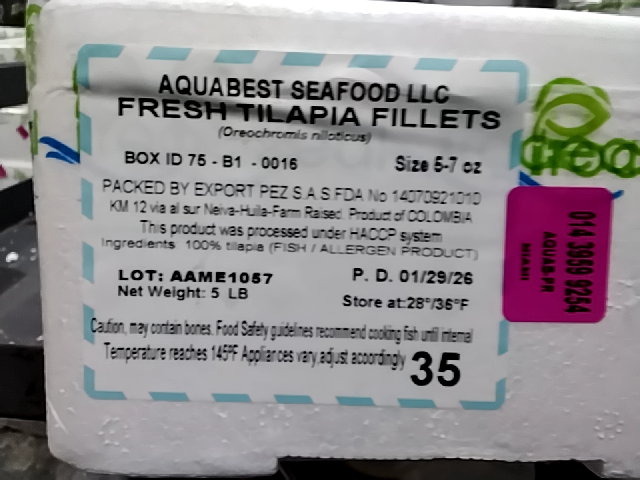 AQUABEST SEAFOOD LLC
FRESH TILAPIA FILLETS
(Oreochromis niloticus)
BOX ID 75 - B1 - 0016 Size 5-7 oz
PACKED BY EXPORT PEZ S.A.S.FDA No 14070921010
KM 12 via al sur Neiva-Huila-Farm Raised. Product of COLOMBIA
This product was processed under HACCP system
Ingredients: 100% tilapia (FISH / ALLERGEN PRODUCT)
LOT: AAME1057 P. D. 01/29/26
Net Weight: 5 LB Store at:28°/36°F
Caution, may contain bones. Food Safety guidelines recommend cooking fish until internal
Temperature reaches 145ºF Appliances vary,adjust acoordingly 35
014 3959 9254
AQUAS-PR
MIAMI